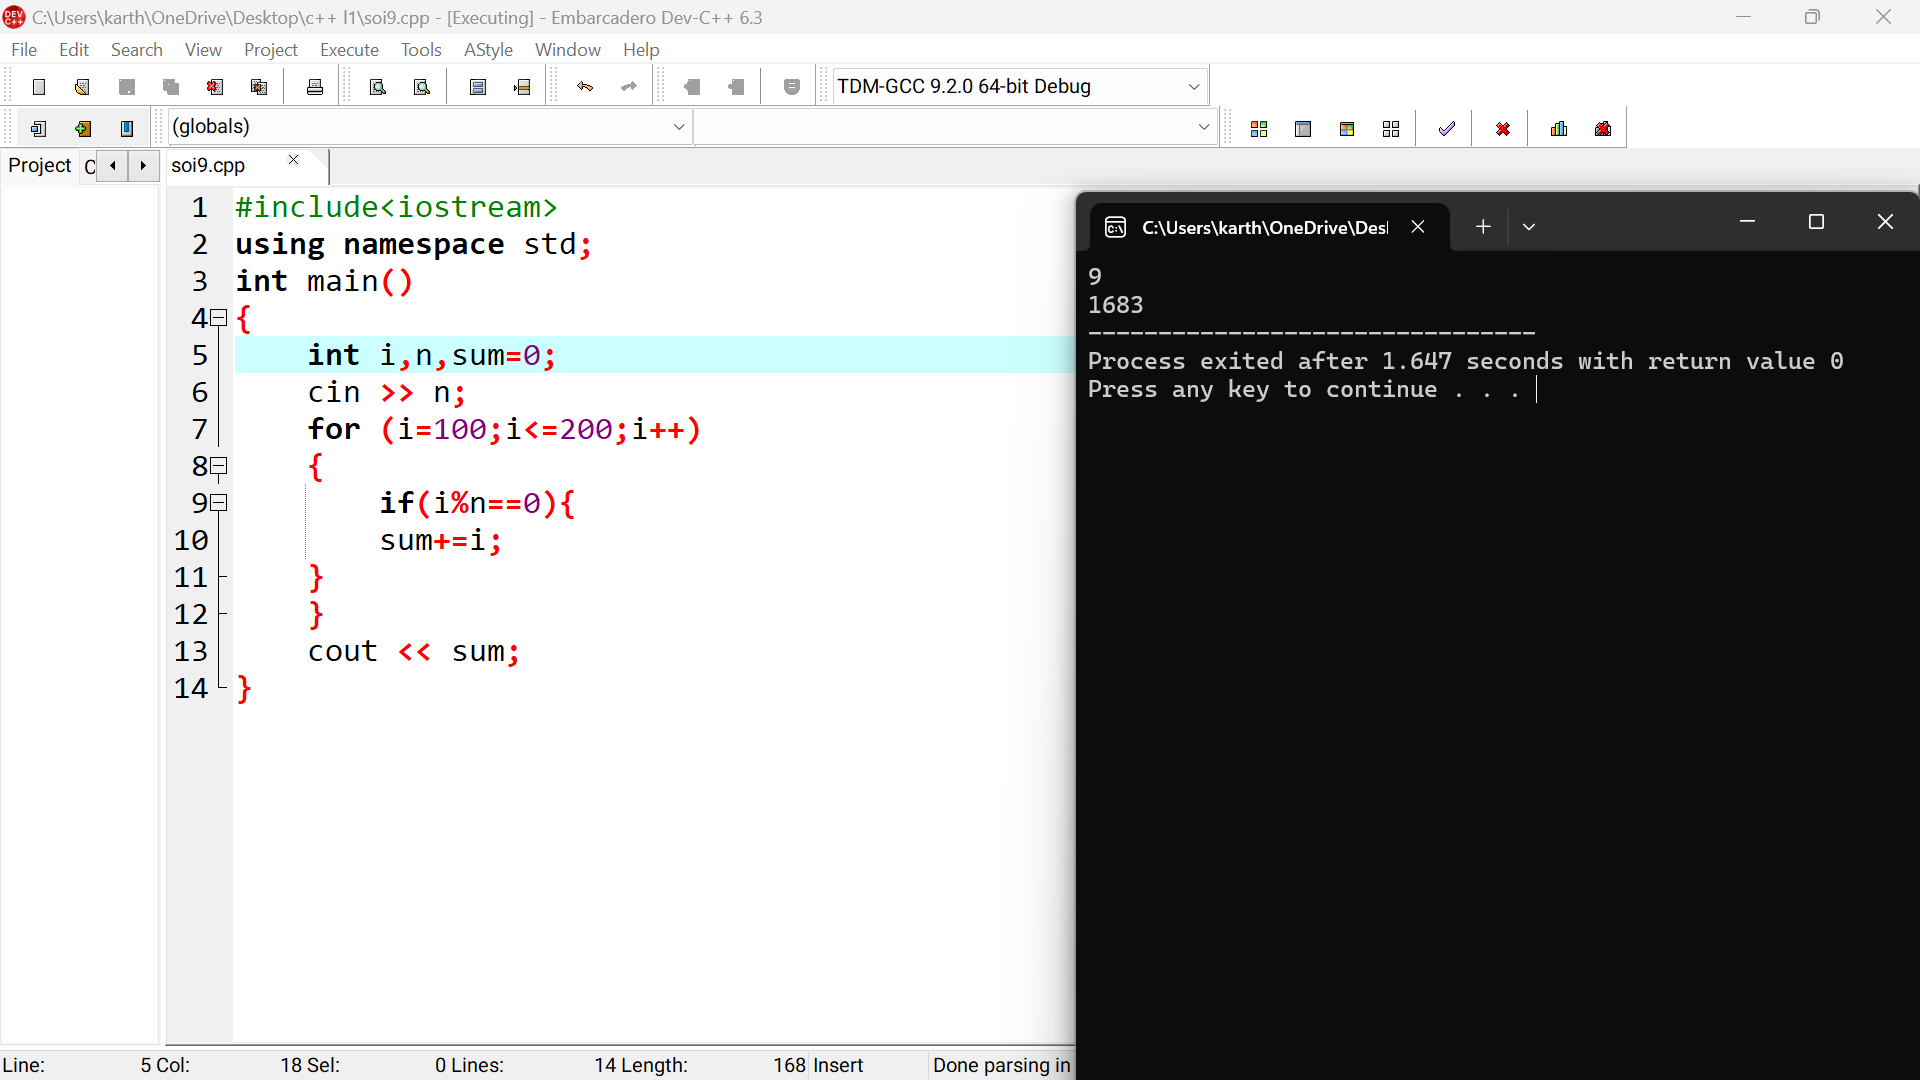 C:\Users\karth\OneDrive\Desktop\c++ l1\soi9.cpp - [Executing] - Embarcadero Dev-C++ 6.3
File Edit Search View Project Execute Tools AStyle Window Help
TDM-GCC 9.2.0 64-bit Debug
(globals)
Project C
soi9.cpp
1 #include<iostream>
2 using namespace std;
3 int main()
4 {
5 int i,n,sum=0;
6 cin >> n;
7 for (i=100;i<=200;i++)
8 {
9 if(i%n==0){
10 sum+=i;
11 }
12 }
13 cout << sum;
14 }
C:\Users\karth\OneDrive\Des
9
1683
--------------------------------
Process exited after 1.647 seconds with return value 0
Press any key to continue . . .
Line: 5 Col: 18 Sel: 0 Lines: 14 Length: 168 Insert Done parsing in